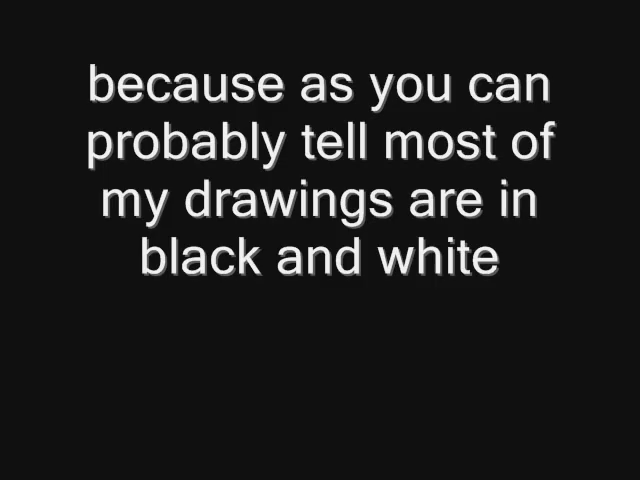 because as you can
probably tell most of
my drawings are in
black and white